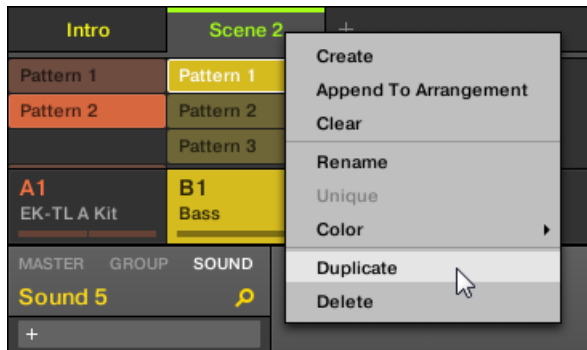 Intro Scene 2 +
Pattern 1 Pattern 1
Pattern 2 Pattern 2
Pattern 3
A1 B1
EK-TL A Kit Bass
MASTER GROUP SOUND
Sound 5
+
Create
Append To Arrangement
Clear
Rename
Unique
Color
Duplicate
Delete